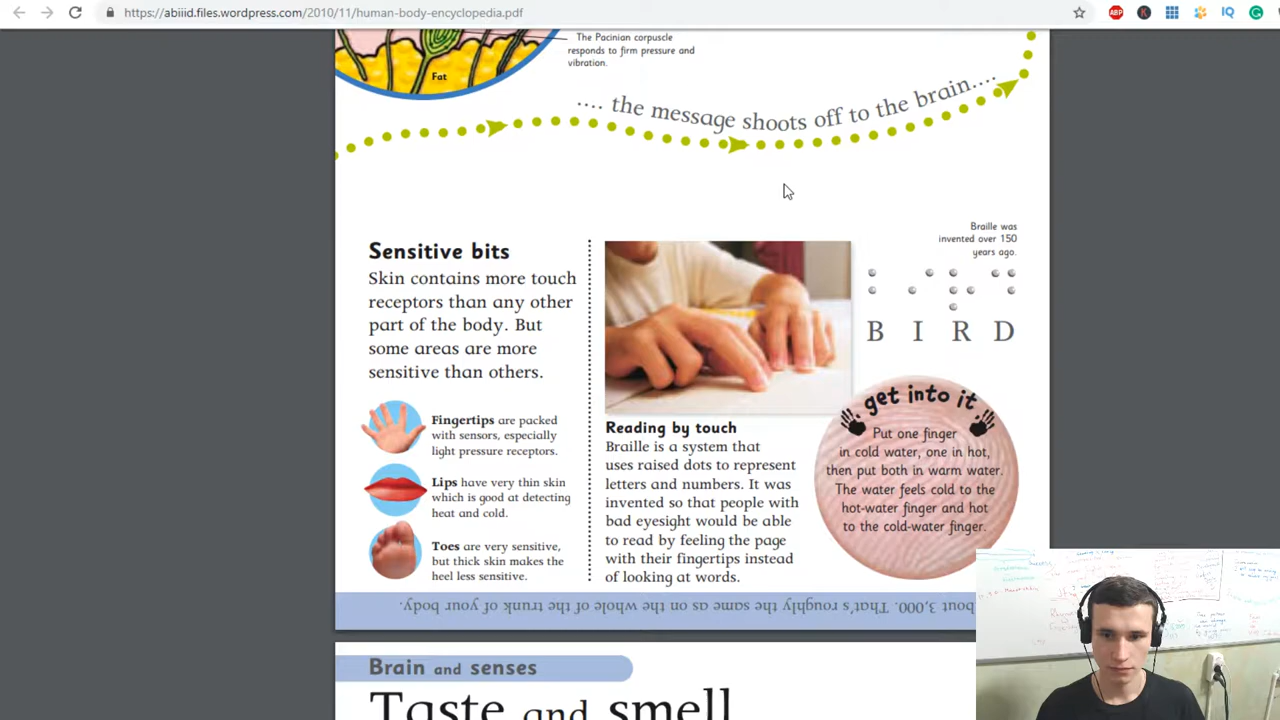 https://abiiid.files.wordpress.com/2010/11/human-body-encyclopedia.pdf
ABP
K
IQ
G
The Pacinian corpuscle
responds to firm pressure and
vibration.
Fat
.... the message shoots off to the brain....
Sensitive bits
Skin contains more touch
receptors than any other
part of the body. But
some areas are more
sensitive than others.
Fingertips are packed
with sensors, especially
light pressure receptors.
Lips have very thin skin
which is good at detecting
heat and cold.
Toes are very sensitive,
but thick skin makes the
heel less sensitive.
Reading by touch
Braille is a system that
uses raised dots to represent
letters and numbers. It was
invented so that people with
bad eyesight would be able
to read by feeling the page
with their fingertips instead
of looking at words.
Braille was
invented over 150
years ago.
B I R D
get into it
Put one finger
in cold water, one in hot,
then put both in warm water.
The water feels cold to the
hot-water finger and hot
to the cold-water finger.
bout 3,000. That's roughly the same as on the whole of the trunk of your body.
Brain and senses
Taste and smell